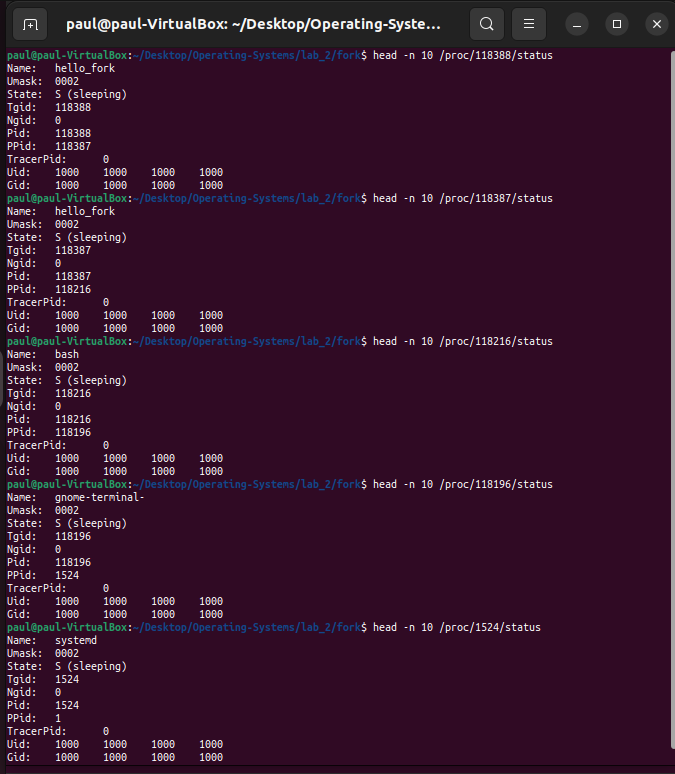 paul@paul-VirtualBox: ~/Desktop/Operating-Syste...
paul@paul-VirtualBox:~/Desktop/Operating-Systems/lab_2/fork$ head -n 10 /proc/118388/status
Name:	hello_fork
Umask:	0002
State:	S (sleeping)
Tgid:	118388
Ngid:	0
Pid:	118388
PPid:	118387
TracerPid:	0
Uid:	1000	1000	1000	1000
Gid:	1000	1000	1000	1000
paul@paul-VirtualBox:~/Desktop/Operating-Systems/lab_2/fork$ head -n 10 /proc/118387/status
Name:	hello_fork
Umask:	0002
State:	S (sleeping)
Tgid:	118387
Ngid:	0
Pid:	118387
PPid:	118216
TracerPid:	0
Uid:	1000	1000	1000	1000
Gid:	1000	1000	1000	1000
paul@paul-VirtualBox:~/Desktop/Operating-Systems/lab_2/fork$ head -n 10 /proc/118216/status
Name:	bash
Umask:	0002
State:	S (sleeping)
Tgid:	118216
Ngid:	0
Pid:	118216
PPid:	118196
TracerPid:	0
Uid:	1000	1000	1000	1000
Gid:	1000	1000	1000	1000
paul@paul-VirtualBox:~/Desktop/Operating-Systems/lab_2/fork$ head -n 10 /proc/118196/status
Name:	gnome-terminal-
Umask:	0002
State:	S (sleeping)
Tgid:	118196
Ngid:	0
Pid:	118196
PPid:	1524
TracerPid:	0
Uid:	1000	1000	1000	1000
Gid:	1000	1000	1000	1000
paul@paul-VirtualBox:~/Desktop/Operating-Systems/lab_2/fork$ head -n 10 /proc/1524/status
Name:	systemd
Umask:	0002
State:	S (sleeping)
Tgid:	1524
Ngid:	0
Pid:	1524
PPid:	1
TracerPid:	0
Uid:	1000	1000	1000	1000
Gid:	1000	1000	1000	1000